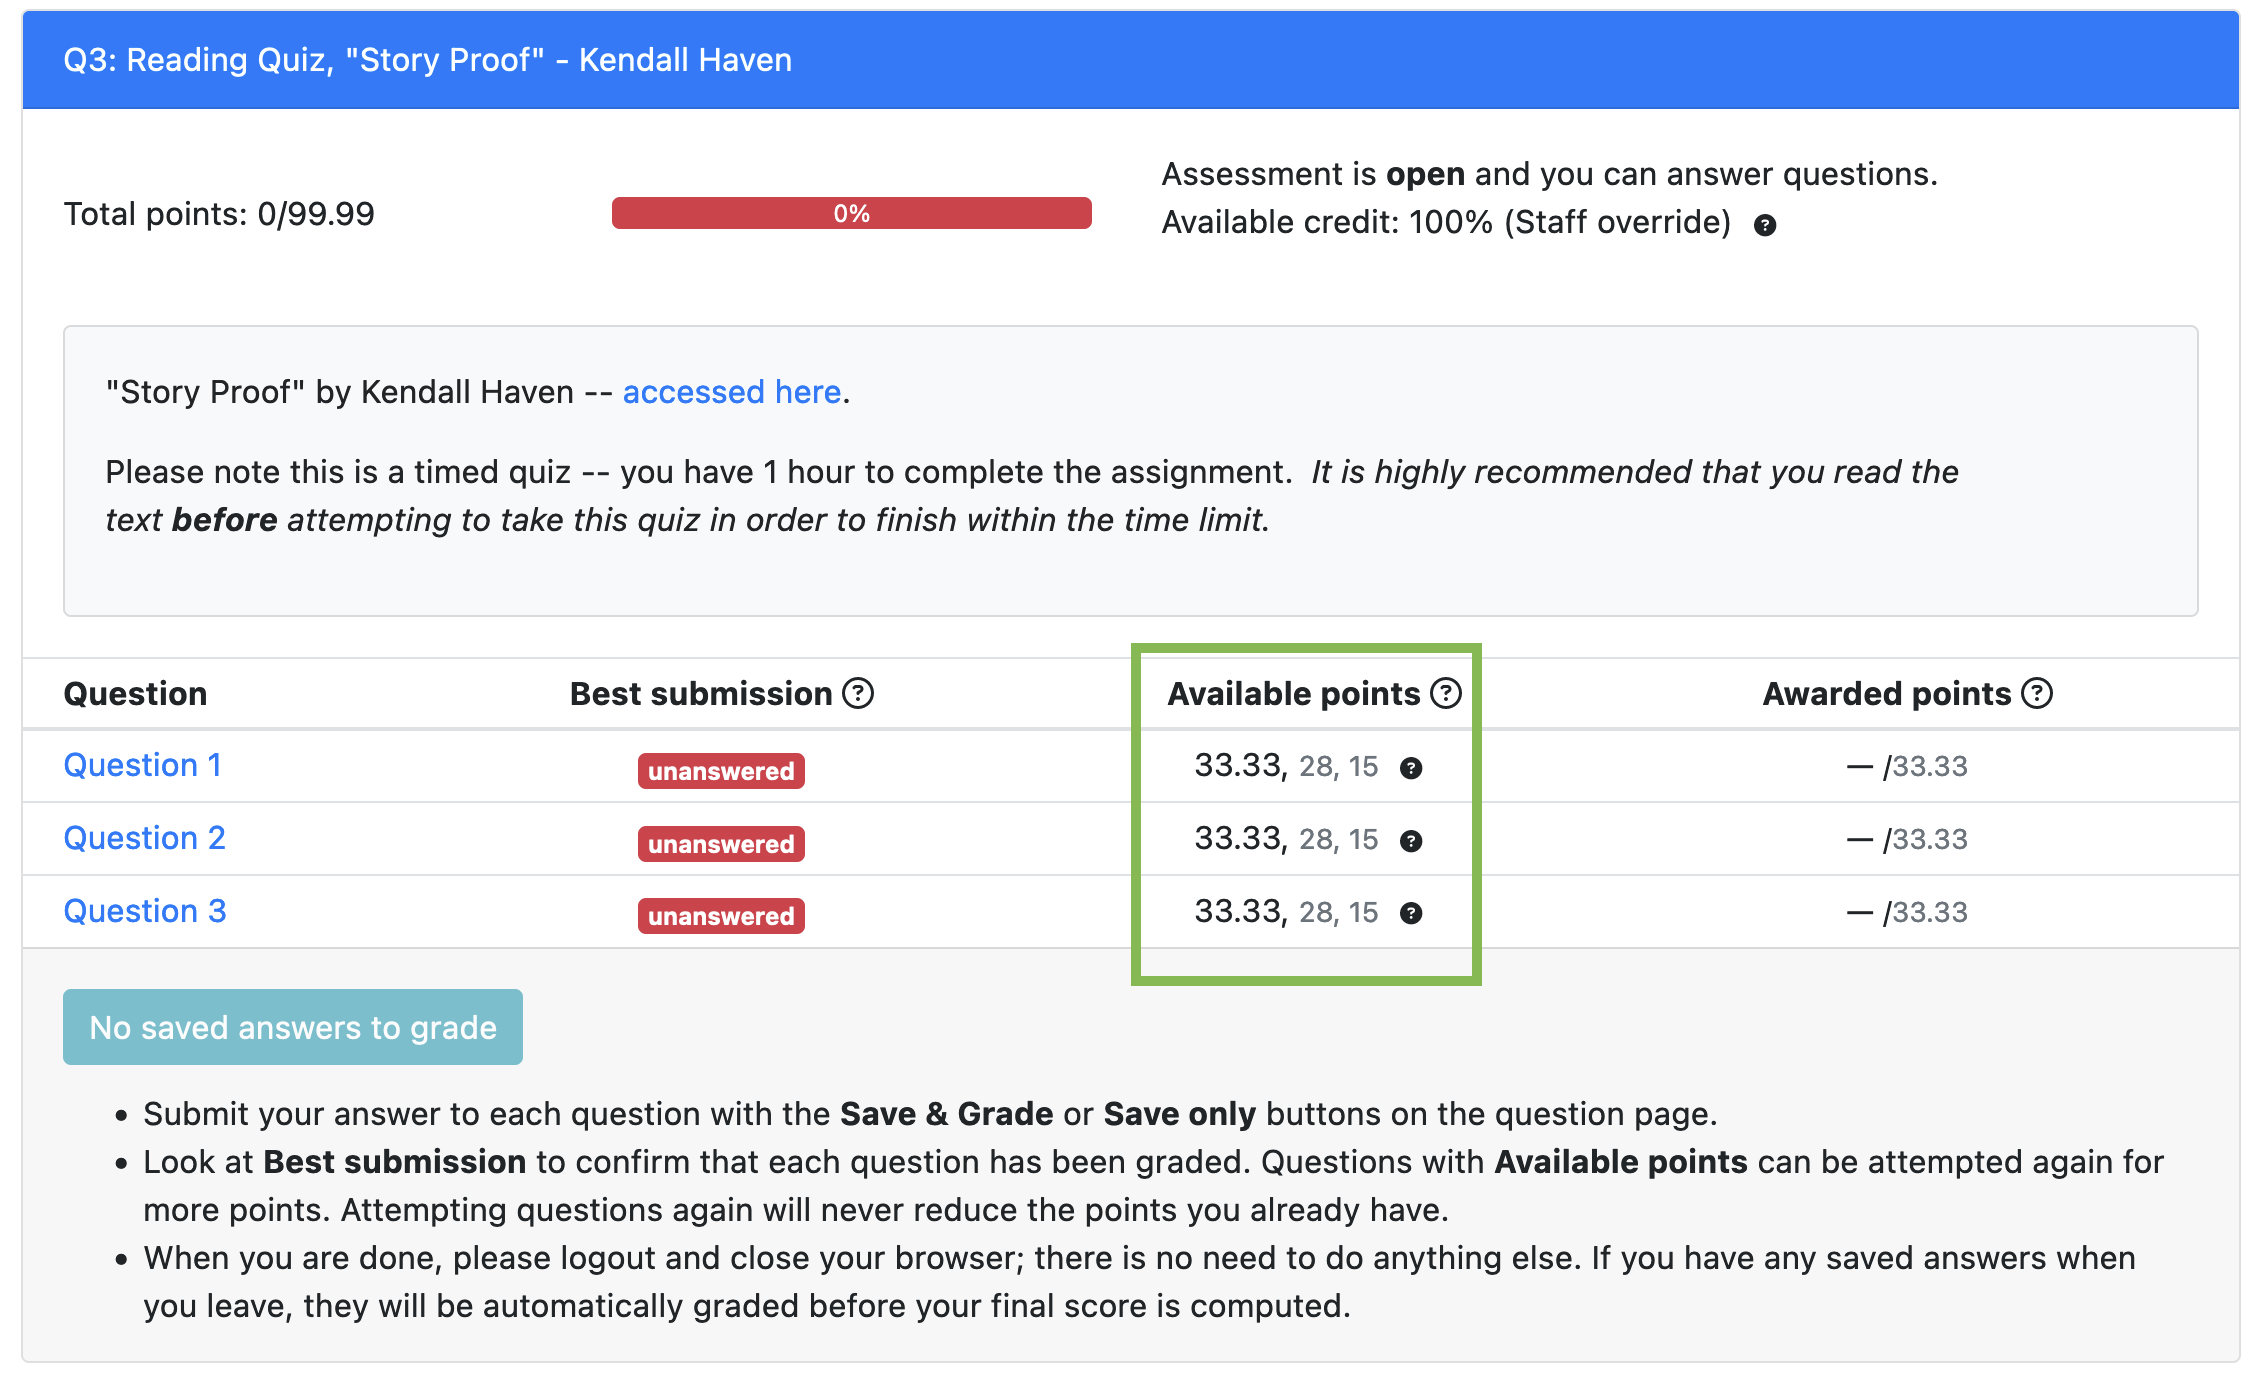 Q3: Reading Quiz, "Story Proof" - Kendall Haven
Total points: 0/99.99
0%
Assessment is open and you can answer questions.
Available credit: 100% (Staff override) ?
"Story Proof" by Kendall Haven -- accessed here.
Please note this is a timed quiz -- you have 1 hour to complete the assignment.  It is highly recommended that you read the
text before attempting to take this quiz in order to finish within the time limit.
Question Best submission ? Available points ? Awarded points ?
Question 1 unanswered 33.33, 28, 15 ? — /33.33
Question 2 unanswered 33.33, 28, 15 ? — /33.33
Question 3 unanswered 33.33, 28, 15 ? — /33.33
No saved answers to grade
• Submit your answer to each question with the Save & Grade or Save only buttons on the question page.
• Look at Best submission to confirm that each question has been graded. Questions with Available points can be attempted again for
more points. Attempting questions again will never reduce the points you already have.
• When you are done, please logout and close your browser; there is no need to do anything else. If you have any saved answers when
you leave, they will be automatically graded before your final score is computed.